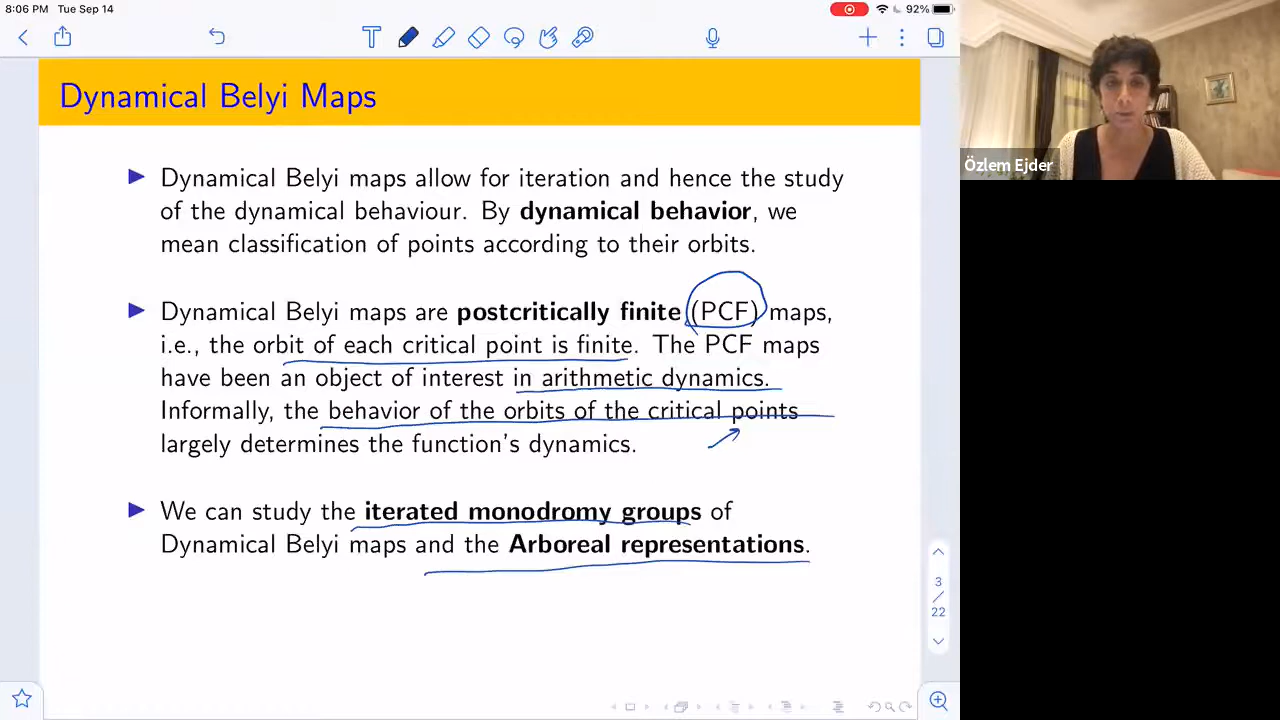 8:06 PM Tue Sep 14
92%
Dynamical Belyi Maps
Özlem Ejder
Dynamical Belyi maps allow for iteration and hence the study
of the dynamical behaviour. By dynamical behavior, we
mean classification of points according to their orbits.
Dynamical Belyi maps are postcritically finite (PCF) maps,
i.e., the orbit of each critical point is finite. The PCF maps
have been an object of interest in arithmetic dynamics.
Informally, the behavior of the orbits of the critical points
largely determines the function's dynamics.
We can study the iterated monodromy groups of
Dynamical Belyi maps and the Arboreal representations.
3
/
22